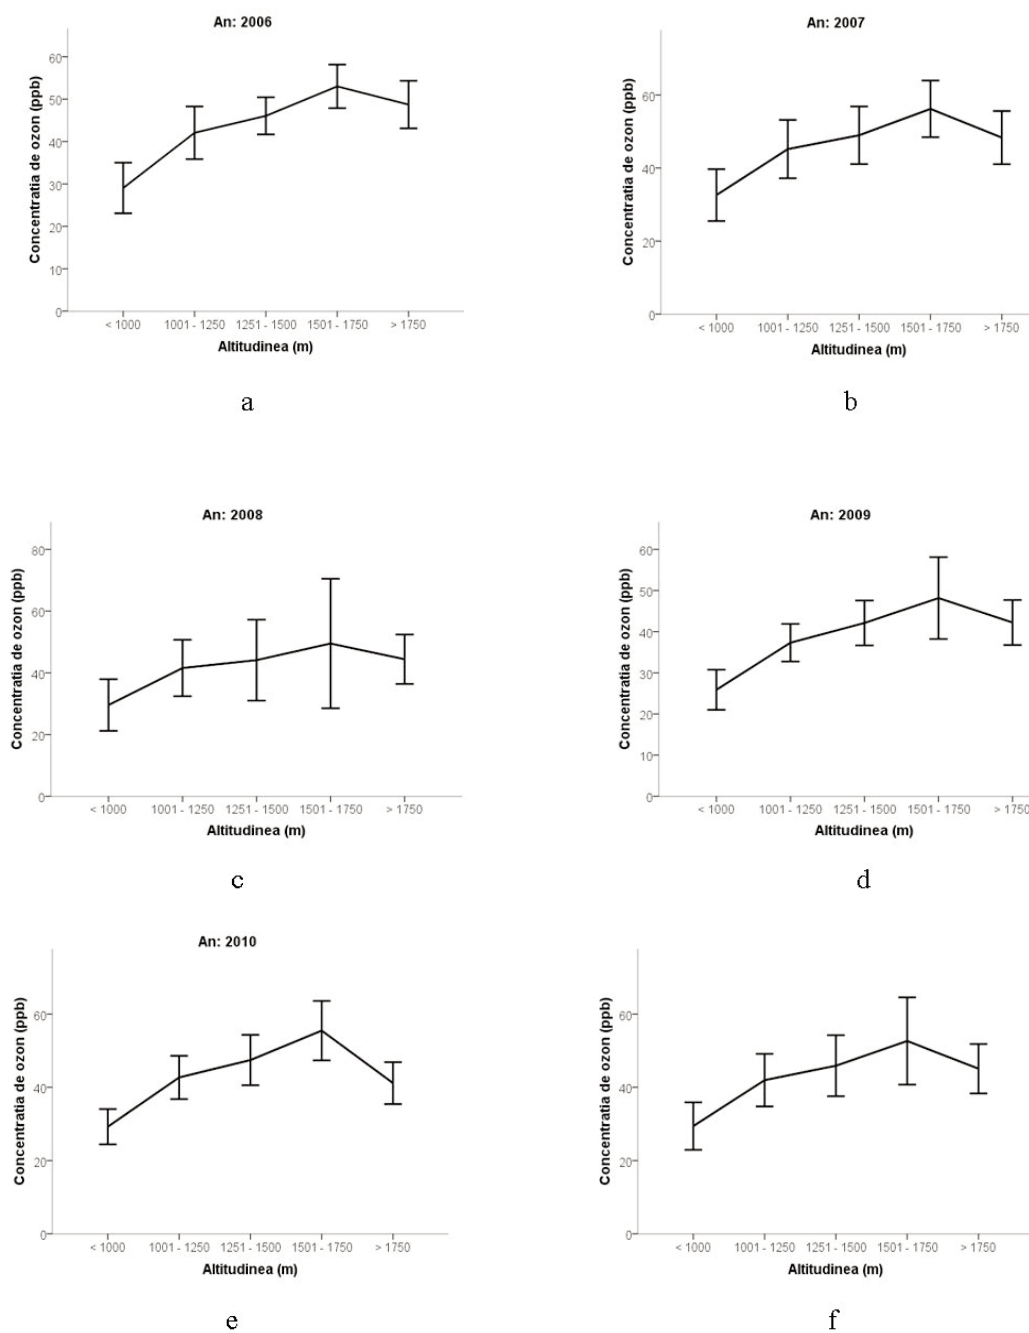 An: 2006
Concentratia de ozon (ppb)
60
50
40
30
20
10
0
< 1000 1001 - 1250 1251 - 1500 1501 - 1750 > 1750
Altitudinea (m)
a
An: 2007
Concentratia de ozon (ppb)
60
40
20
0
< 1000 1001 - 1250 1251 - 1500 1501 - 1750 > 1750
Altitudinea (m)
b
An: 2008
Concentratia de ozon (ppb)
80
60
40
20
0
< 1000 1001 - 1250 1251 - 1500 1501 - 1750 > 1750
Altitudinea (m)
c
An: 2009
Concentratia de ozon (ppb)
60
50
40
30
20
10
0
< 1000 1001 - 1250 1251 - 1500 1501 - 1750 > 1750
Altitudinea (m)
d
An: 2010
Concentratia de ozon (ppb)
60
40
20
0
< 1000 1001 - 1250 1251 - 1500 1501 - 1750 > 1750
Altitudinea (m)
e
Concentratia de ozon (ppb)
60
40
20
0
< 1000 1001 - 1250 1251 - 1500 1501 - 1750 > 1750
Altitudinea (m)
f